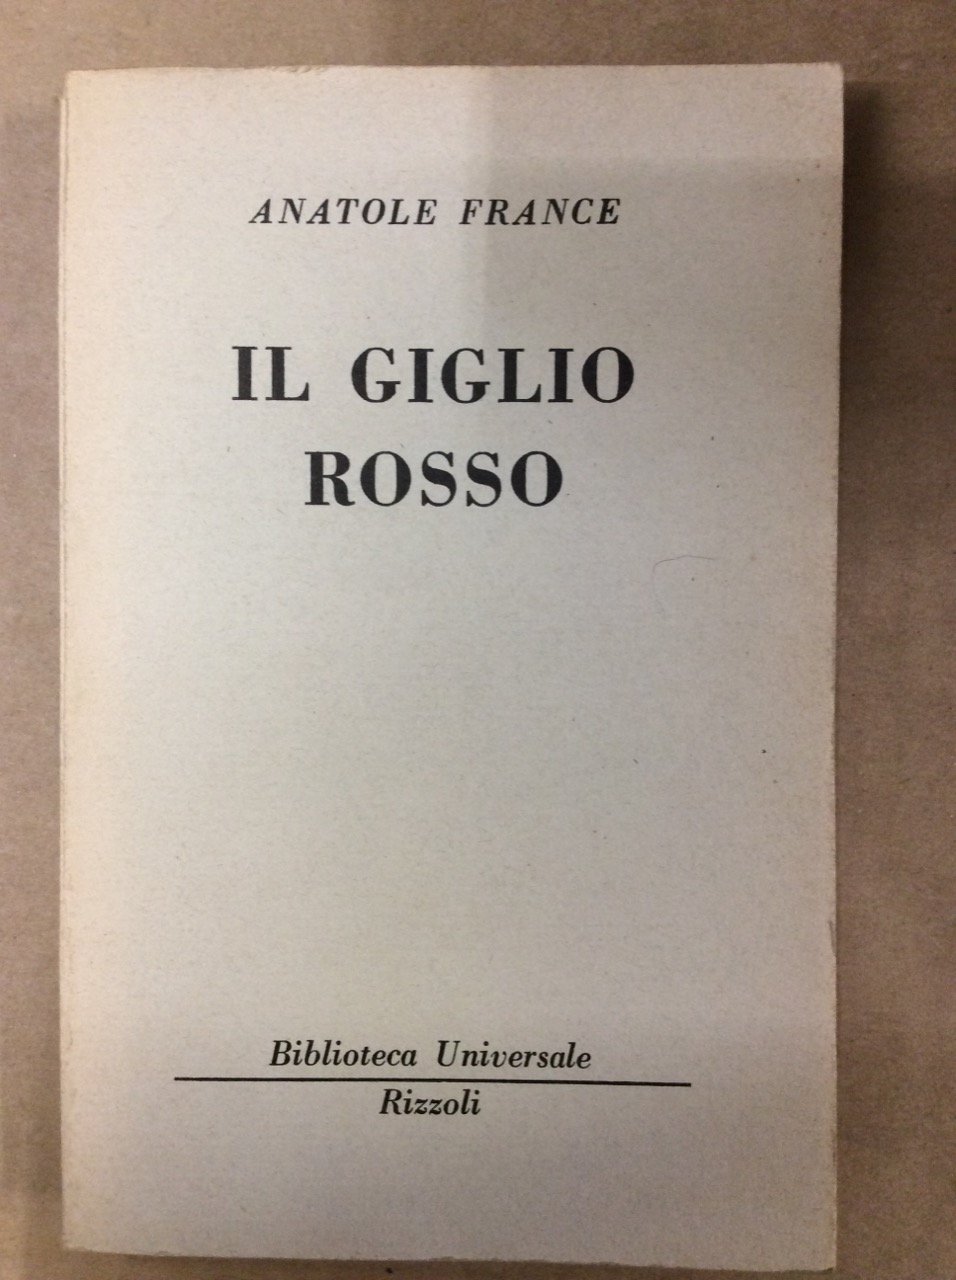 ANATOLE FRANCE
IL GIGLIO
ROSSO
Biblioteca Universale
Rizzoli